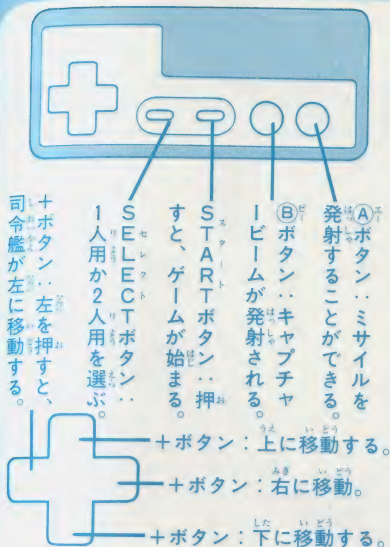 Ⓐボタン：ミサイルを
発射することができる。
Ⓑボタン：キャプチャ
ービームが発射される。
STARTボタン：押
すと、ゲームが始まる。
SELECTボタン：
1人用か2人用を選ぶ。
＋ボタン：左を押すと、
司令艦が左に移動する。
＋ボタン：上に移動する。
＋ボタン：右に移動。
＋ボタン：下に移動する。